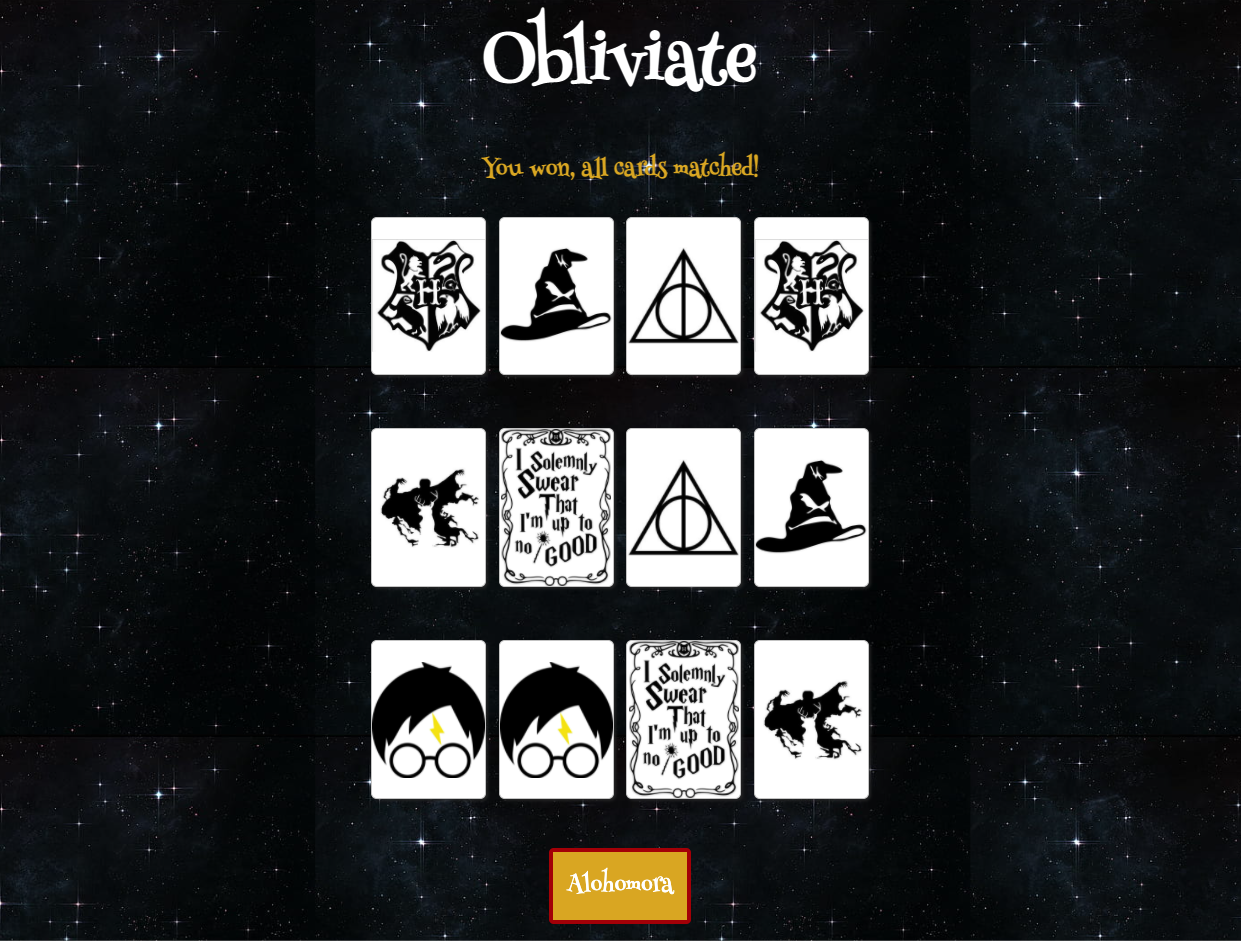 Obliviate
You won, all cards matched!
H
H
I Solemnly
Swear
That
I'm up to
no GOOD
I Solemnly
Swear
That
I'm up to
no GOOD
Alohomora